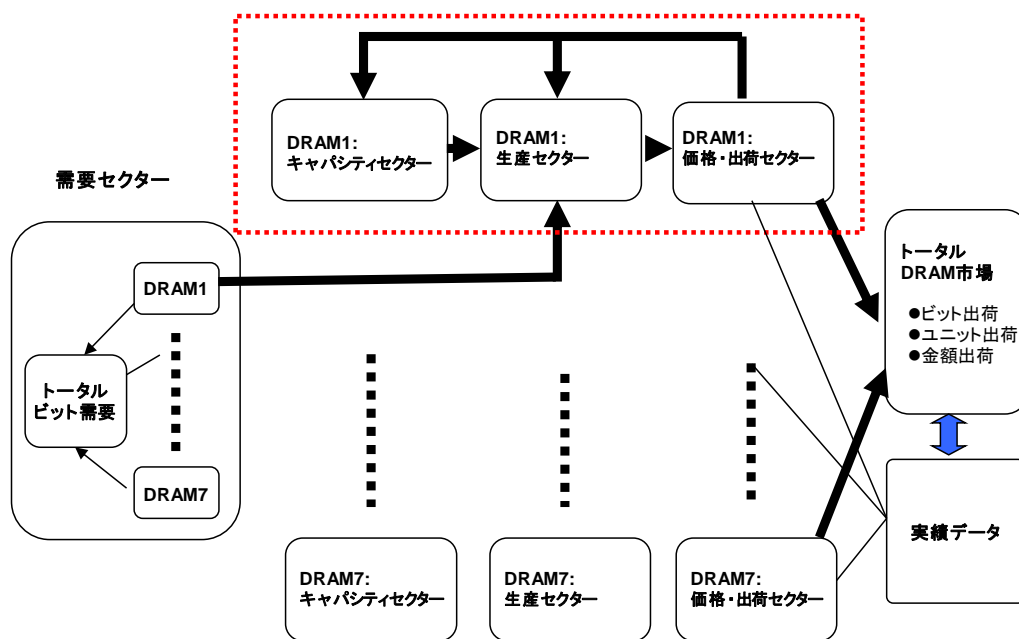 DRAM1:
キャパシティセクター
DRAM1:
生産セクター
DRAM1:
価格・出荷セクター
需要セクター
DRAM1
トータル
ビット需要
DRAM7
トータル
DRAM市場
●ビット出荷
●ユニット出荷
●金額出荷
実績データ
DRAM7:
キャパシティセクター
DRAM7:
生産セクター
DRAM7:
価格・出荷セクター